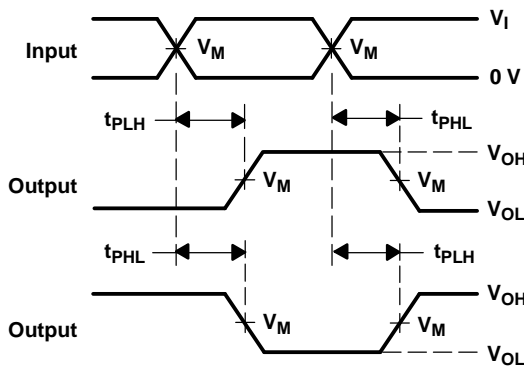 V_I
Input V_M V_M
0 V
t_PLH t_PHL
V_OH
Output V_M V_M
V_OL
t_PHL t_PLH
V_OH
Output V_M V_M
V_OL